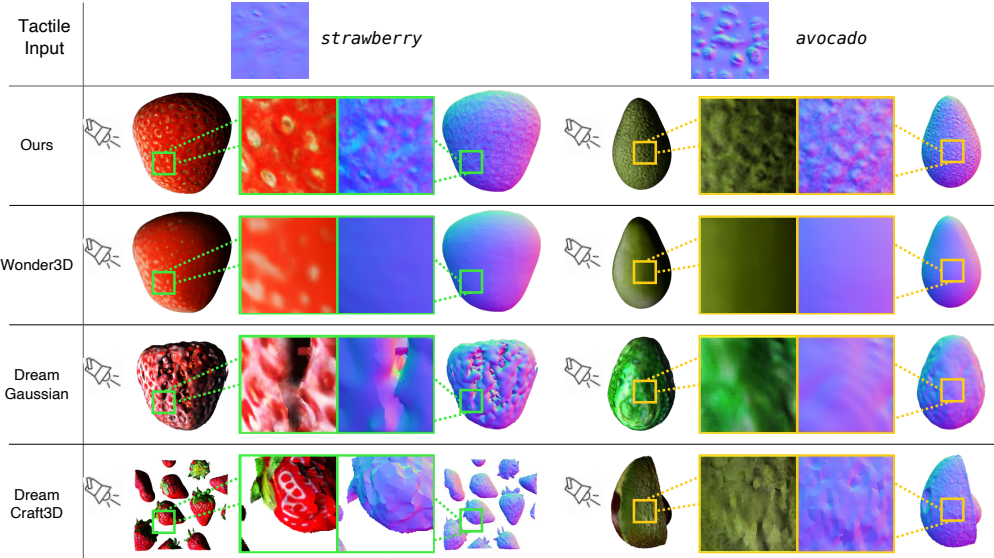 Tactile
Input
strawberry
avocado
Ours
Wonder3D
Dream
Gaussian
Dream
Craft3D